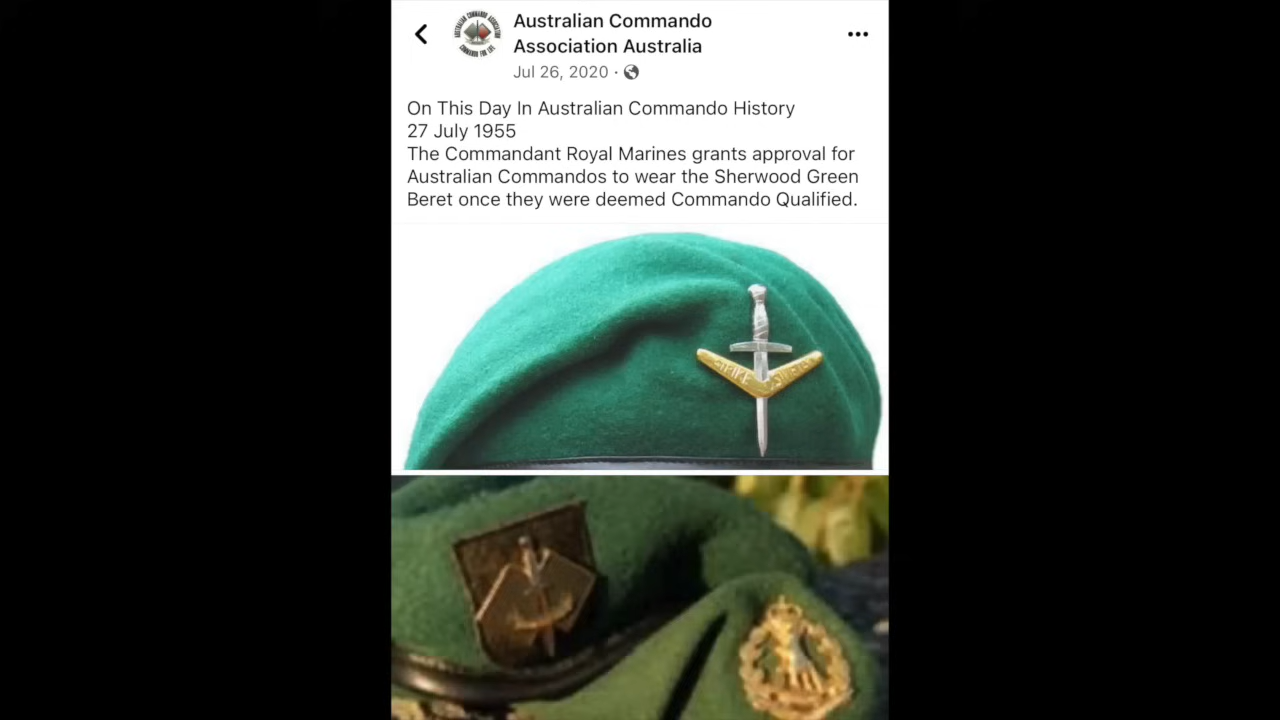 Australian Commando
Association Australia
Jul 26, 2020 ·
On This Day In Australian Commando History
27 July 1955
The Commandant Royal Marines grants approval for
Australian Commandos to wear the Sherwood Green
Beret once they were deemed Commando Qualified.
STRIKE